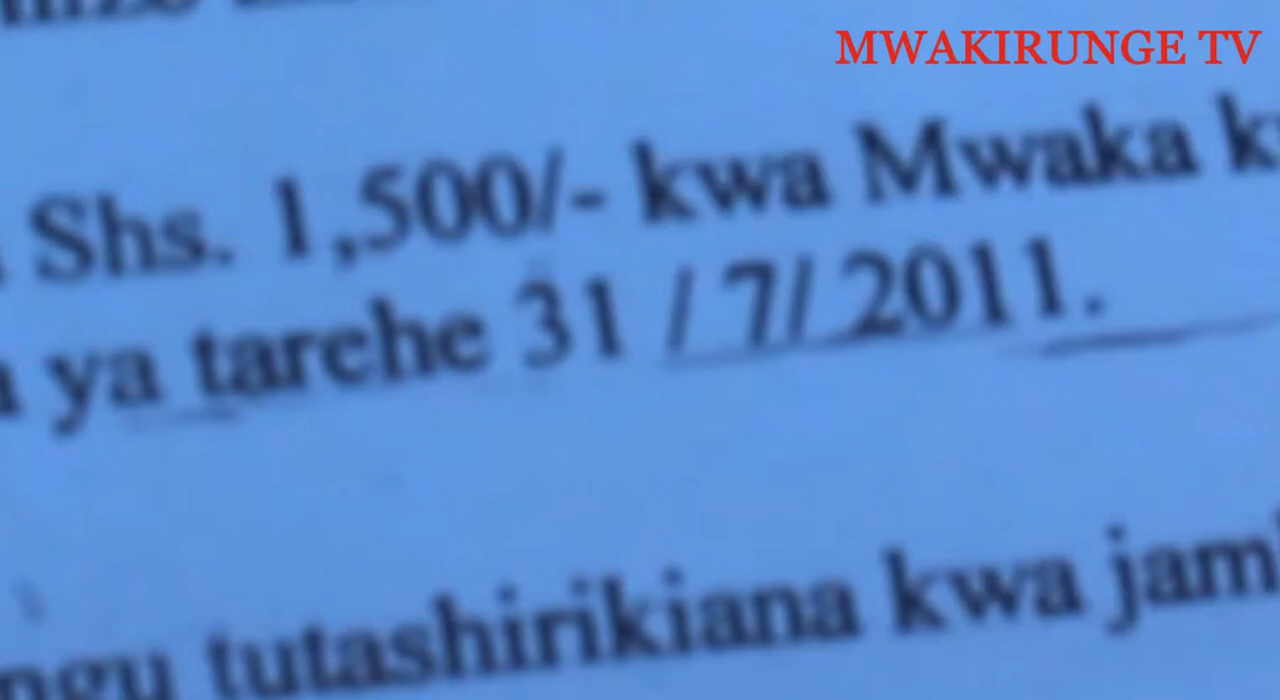 MWAKIRUNGE TV
Shs. 1,500/- kwa Mwaka
ya tarehe 31 / 7/ 2011.
tutashirikiana kwa